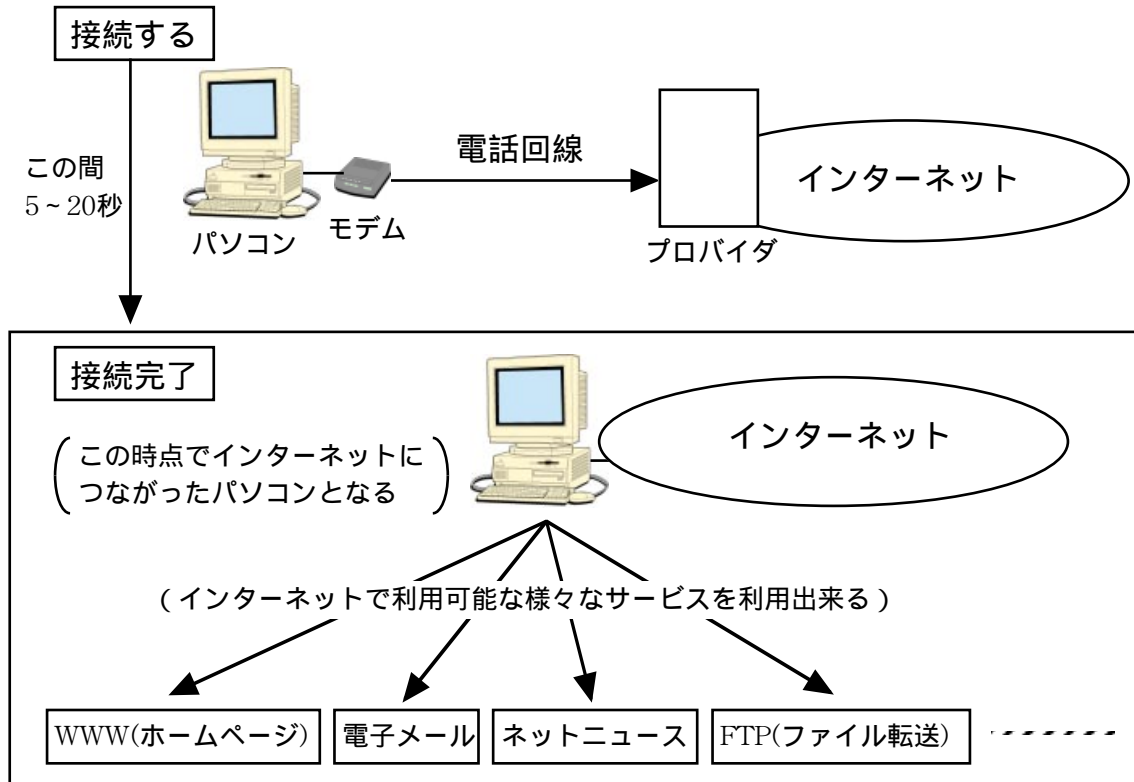 接続する
この間
5~20秒
パソコン
モデム
電話回線
プロバイダ
インターネット
接続完了
この時点でインターネットに
つながったパソコンとなる
インターネット
(インターネットで利用可能な様々なサービスを利用出来る)
WWW(ホームページ)
電子メール
ネットニュース
FTP(ファイル転送)